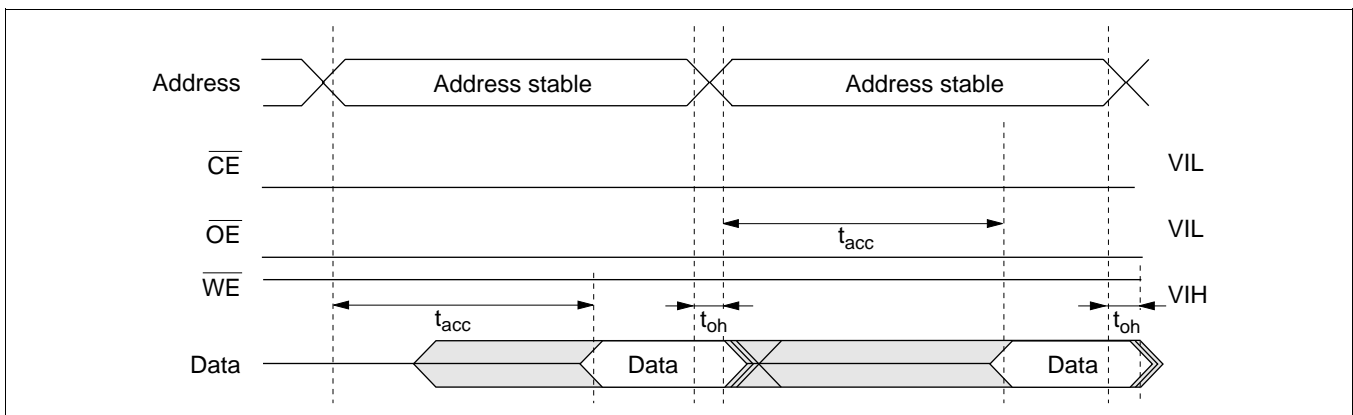 Address Address stable Address stable
CE VIL
OE tacc VIL
WE VIH
tacc toh toh
Data Data Data